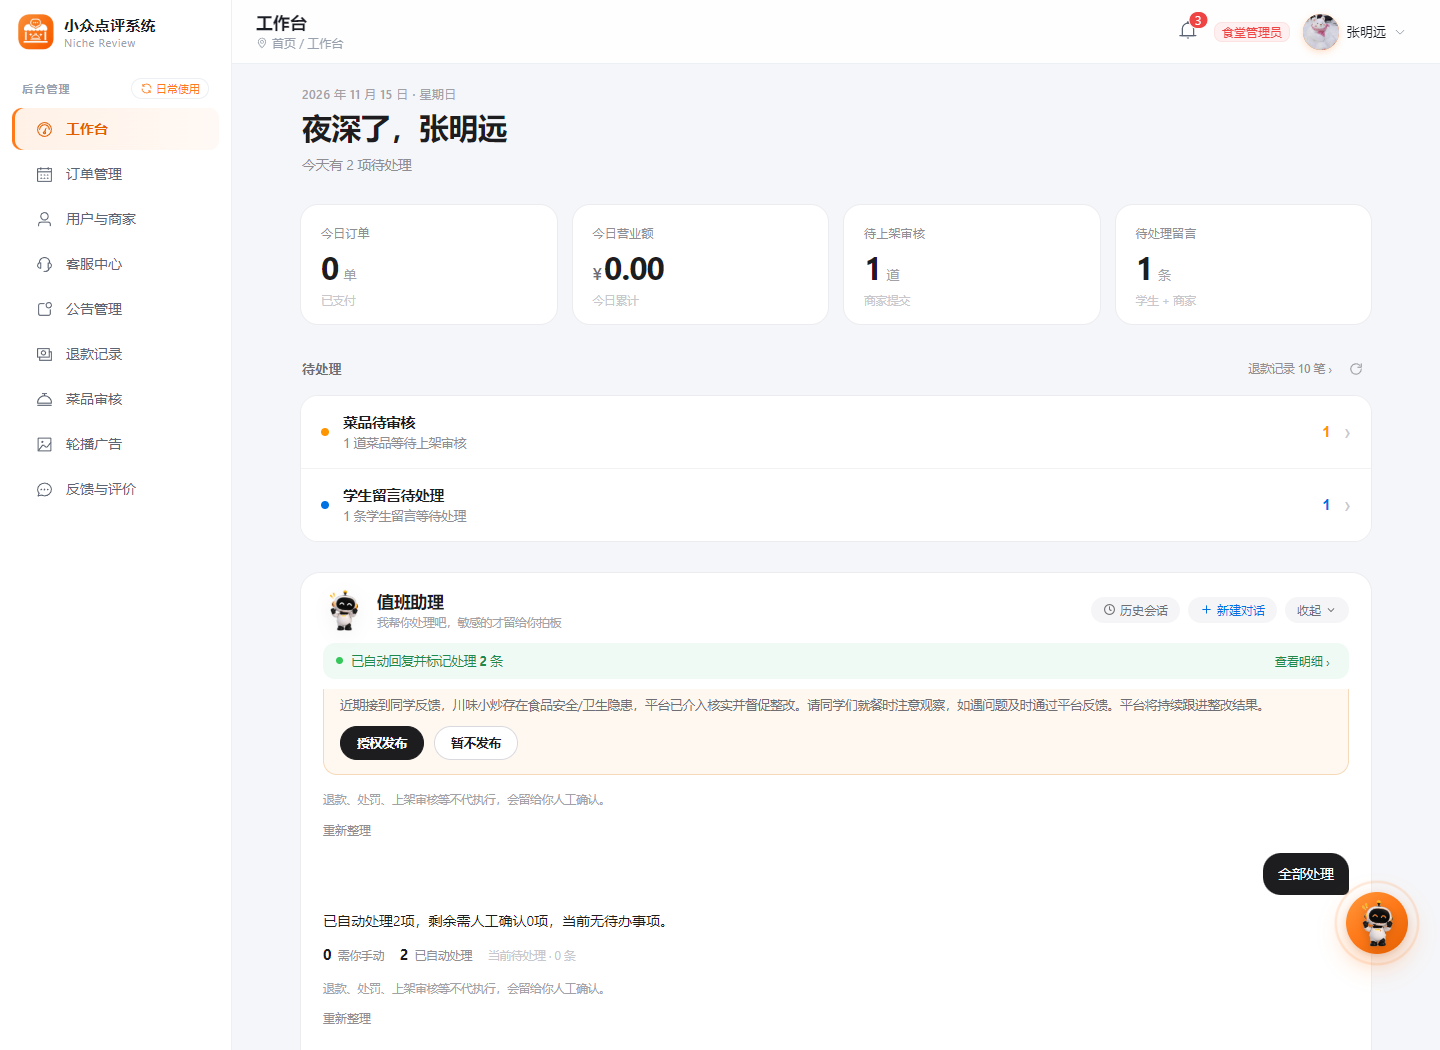 小众点评系统
Niche Review
后台管理
日常使用
工作台
订单管理
用户与商家
客服中心
公告管理
退款记录
菜品审核
轮播广告
反馈与评价
工作台
首页 / 工作台
3
食堂管理员
张明远
2026 年 11 月 15 日 · 星期日
夜深了，张明远
今天有 2 项待处理
今日订单
0 单
已支付
今日营业额
¥0.00
今日累计
待上架审核
1 道
商家提交
待处理留言
1 条
学生 + 商家
待处理
退款记录 10 笔 ›
菜品待审核
1 道菜品等待上架审核
1 ›
学生留言待处理
1 条学生留言等待处理
1 ›
值班助理
我帮你处理吧，敏感的才留给你拍板
历史会话
+ 新建对话
收起
已自动回复并标记处理 2 条
查看明细 ›
近期接到同学反馈，川味小炒存在食品安全/卫生隐患，平台已介入核实并督促整改。请同学们就餐时注意观察，如遇问题及时通过平台反馈。平台将持续跟进整改结果。
授权发布
暂不发布
退款、处罚、上架审核等不代执行，会留给你人工确认。
重新整理
全部处理
已自动处理2项，剩余需人工确认0项，当前无待办事项。
0 需你手动 2 已自动处理 当前待处理 · 0 条
退款、处罚、上架审核等不代执行，会留给你人工确认。
重新整理